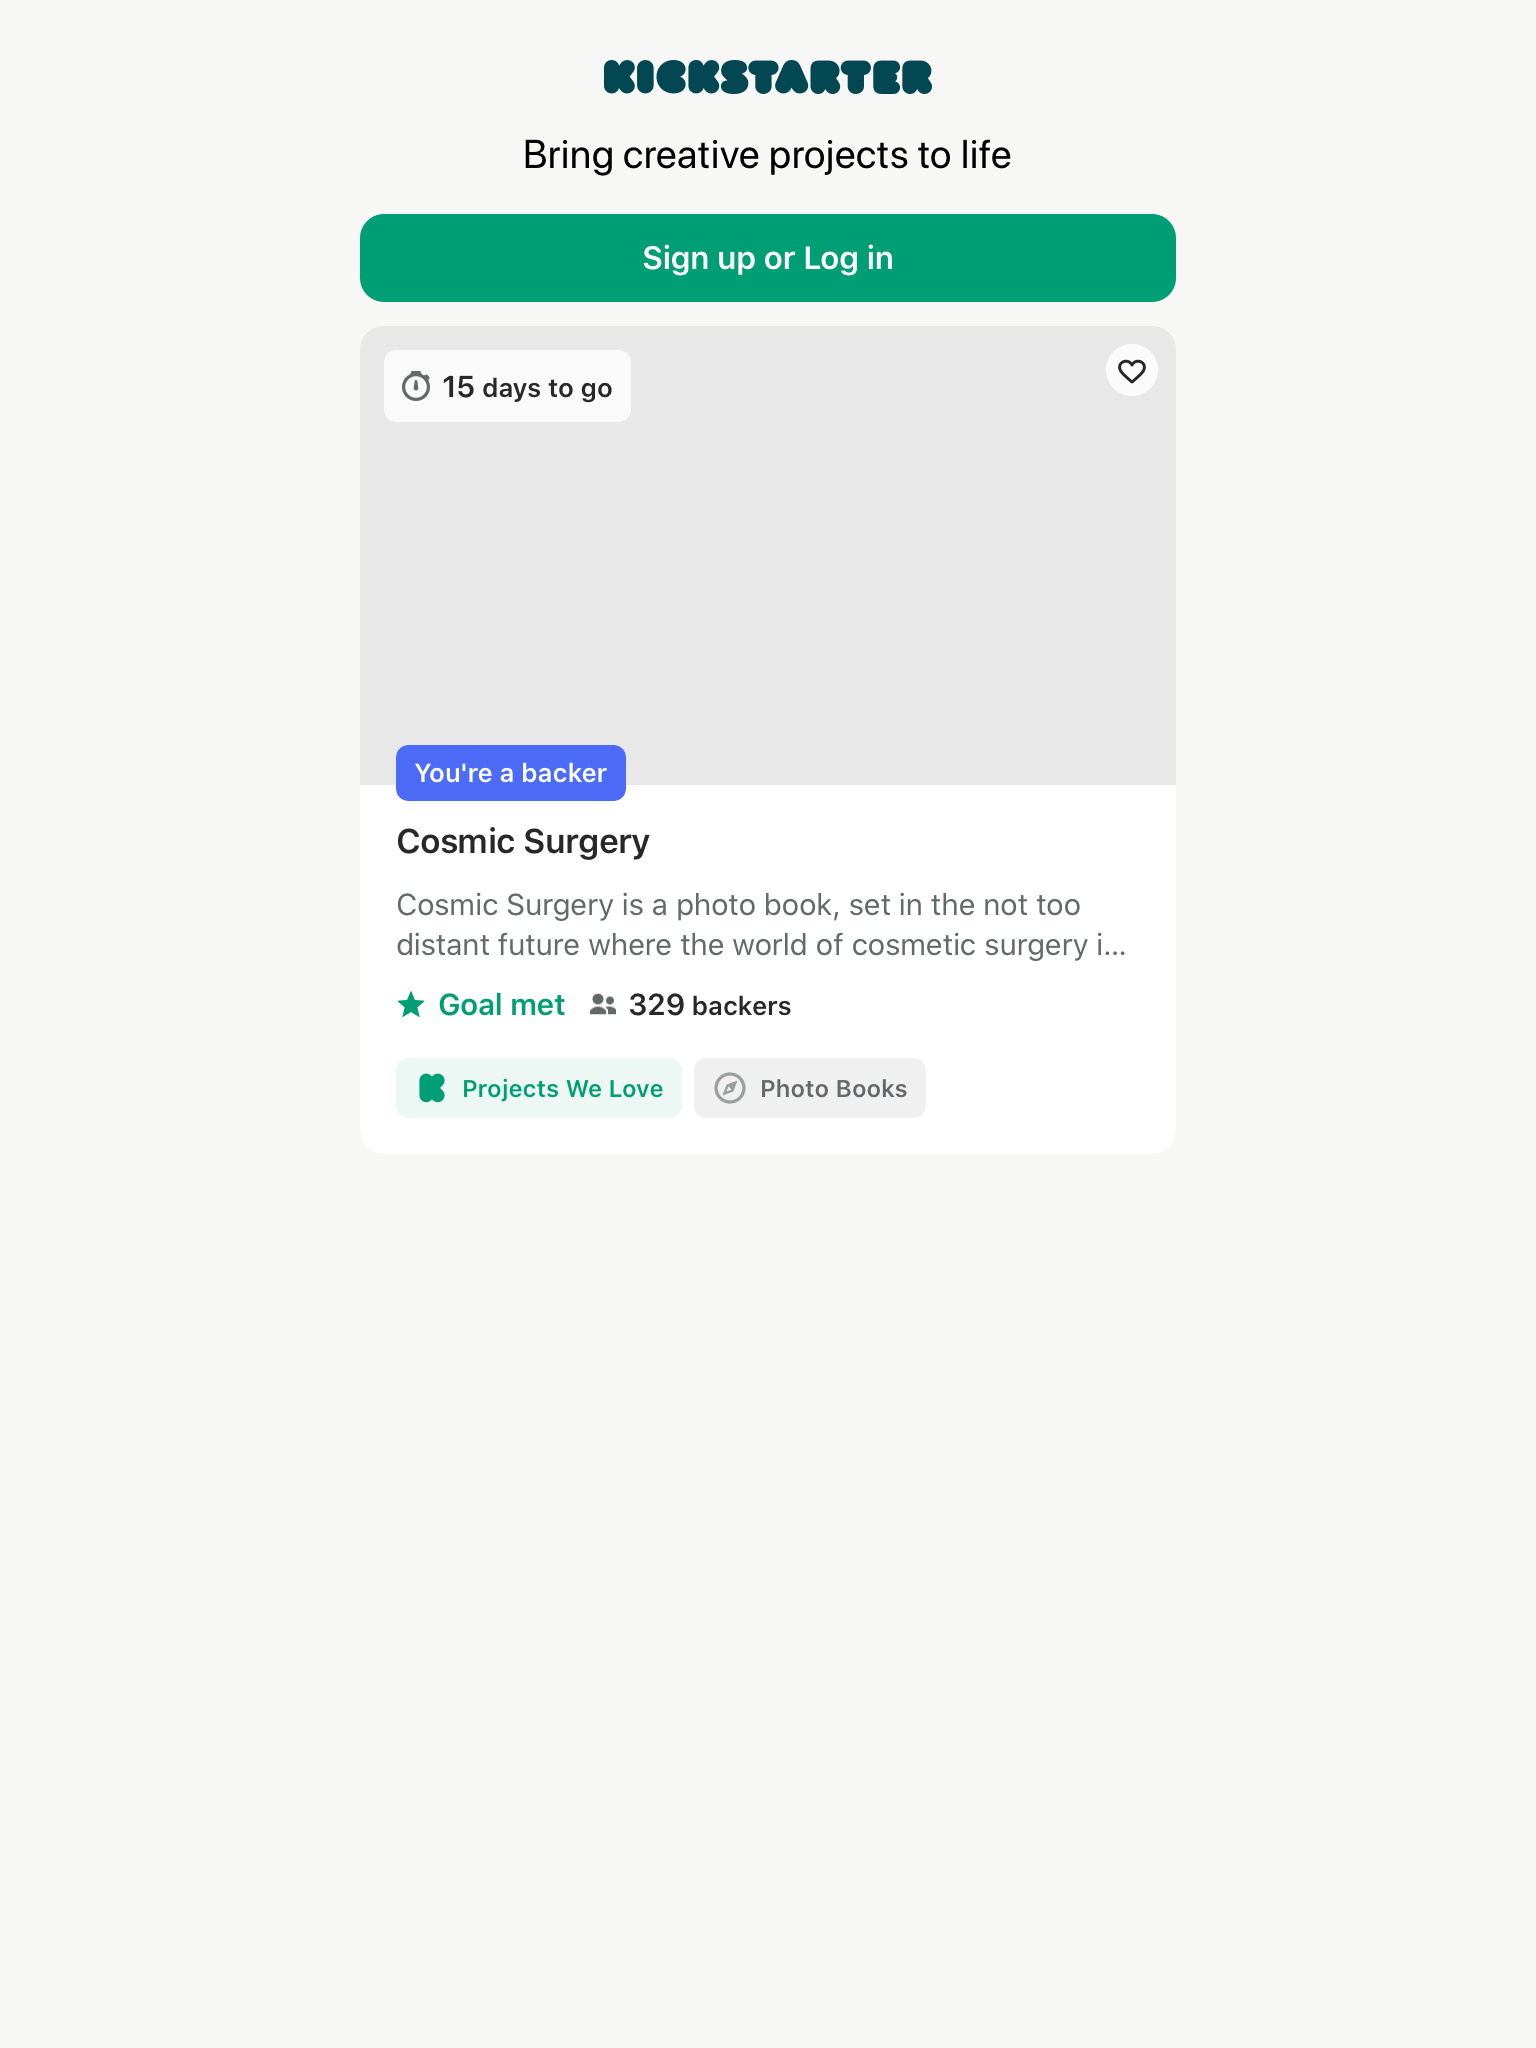 KICKSTARTER
Bring creative projects to life
Sign up or Log in
15 days to go
You're a backer
Cosmic Surgery
Cosmic Surgery is a photo book, set in the not too
distant future where the world of cosmetic surgery i...
Goal met 329 backers
Projects We Love Photo Books